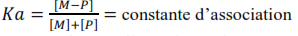 Ka = [M−P] / [M]+[P] = constante d’association